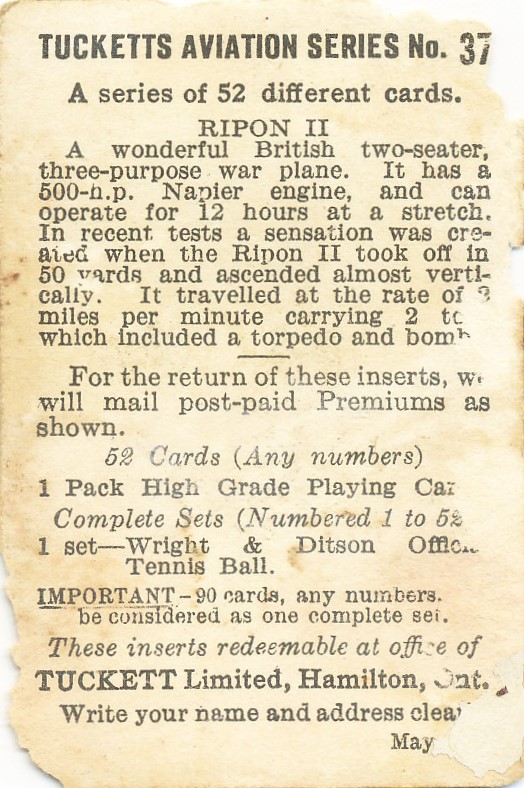 TUCKETTS AVIATION SERIES No. 37
A series of 52 different cards.
RIPON II
A wonderful British two-seater,
three-purpose war plane. It has a
500-h.p. Napier engine, and can
operate for 12 hours at a stretch.
In recent tests a sensation was cre-
ated when the Ripon II took off in
50 yards and ascended almost verti-
cally. It travelled at the rate of
miles per minute carrying 2
which included a torpedo and
For the return of these inserts, we
will mail post-paid Premiums as
shown.
52 Cards (Any numbers)
1 Pack High Grade Playing
Complete Sets (Numbered 1 to 52
1 set—Wright & Ditson
Tennis Ball.
IMPORTANT-90 cards, any numbers.
be considered as one complete set.
These inserts redeemable at office of
TUCKETT Limited, Hamilton, Ont.
Write your name and address
May